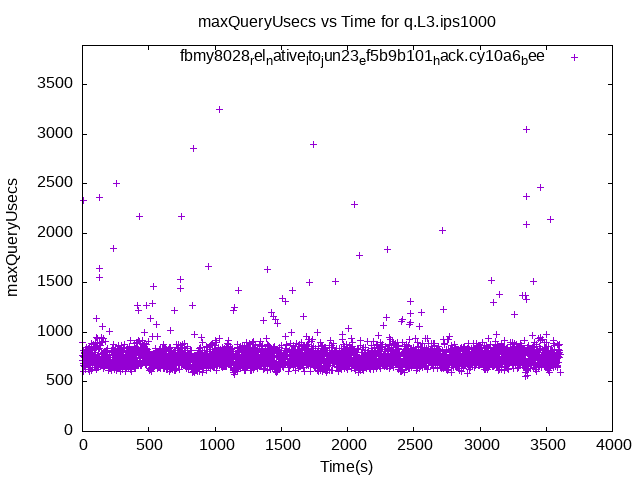 maxQueryUsecs vs Time for q.L3.ips1000
fbmy8028relnativeltojun23ef5b9b101hack.cy10a6bee
3500
3000
2500
2000
1500
1000
500
0
maxQueryUsecs
0 500 1000 1500 2000 2500 3000 3500 4000
Time(s)